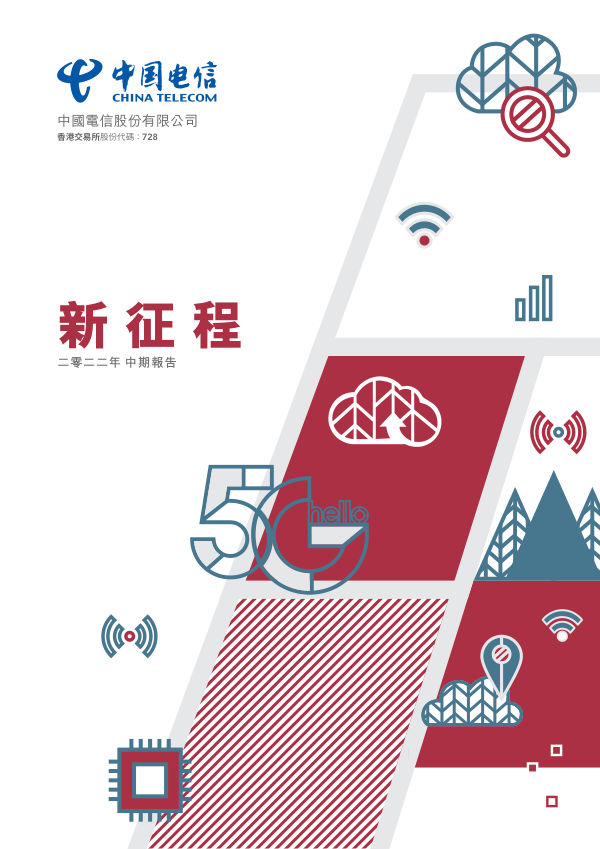 中国电信
CHINA TELECOM
中國電信股份有限公司
香港交易所股份代碼：728
新征程
二零二二年 中期報告
5G
hello